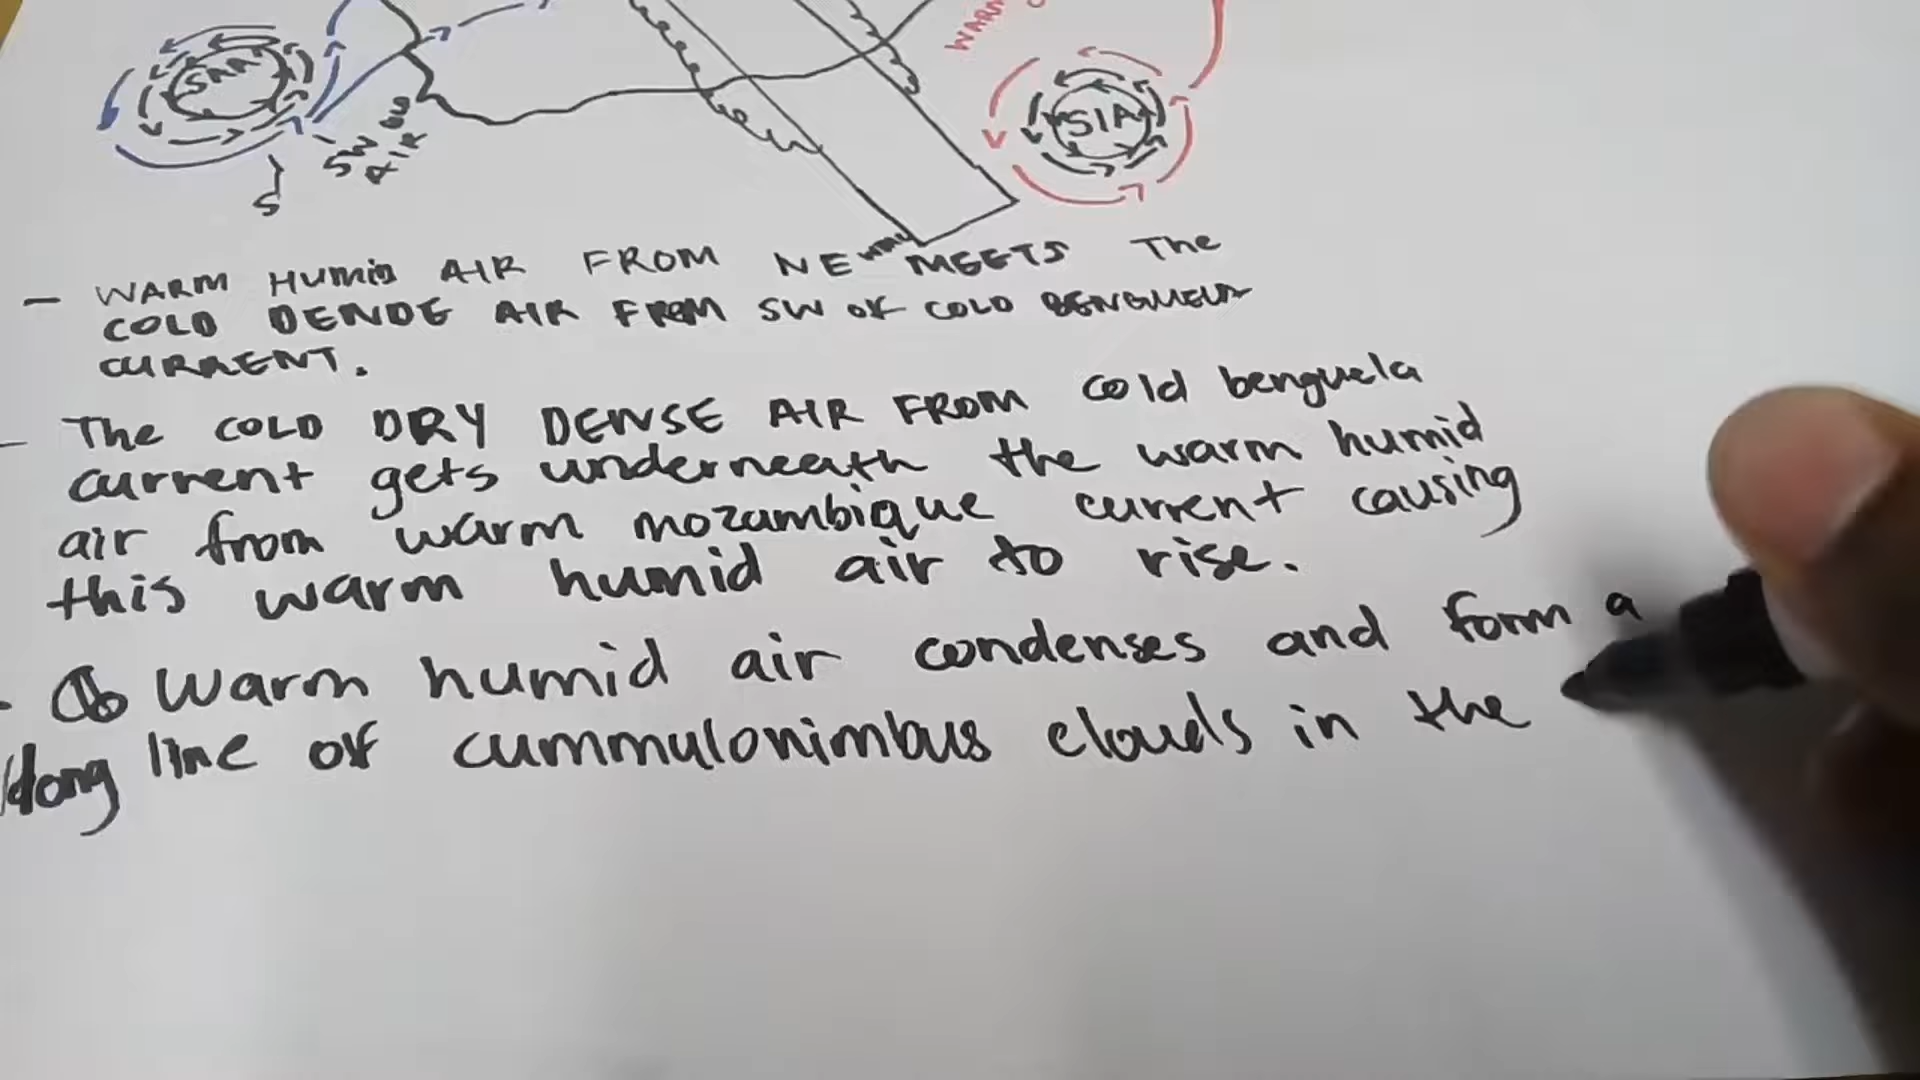 SAA
SIA
WARM
SW
AIR
S
- WARM HUMID AIR FROM NE MEETS The
COLD DENDE AIR FROM SW OF COLD BENGUELA
CURRENT.
- The COLD DRY DENSE AIR FROM cold benguela
current gets underneath the warm humid
air from warm mozambique current causing
this warm humid air to rise.
- warm humid air condenses and form a
long line of cummulonimbus clouds in the